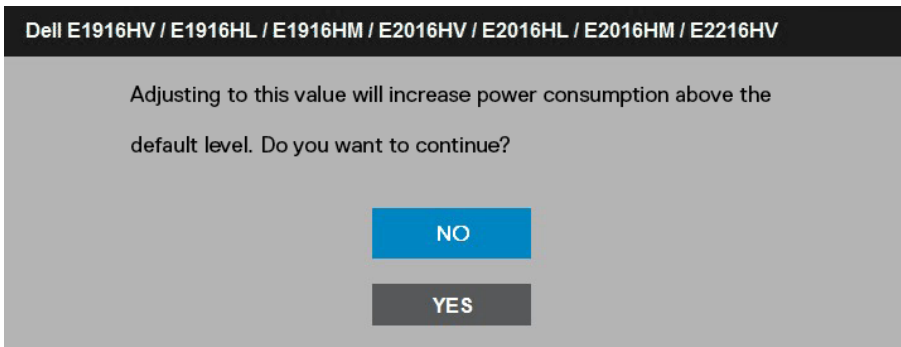 Dell E1916HV / E1916HL / E1916HM / E2016HV / E2016HL / E2016HM / E2216HV
Adjusting to this value will increase power consumption above the
default level. Do you want to continue?
NO
YES